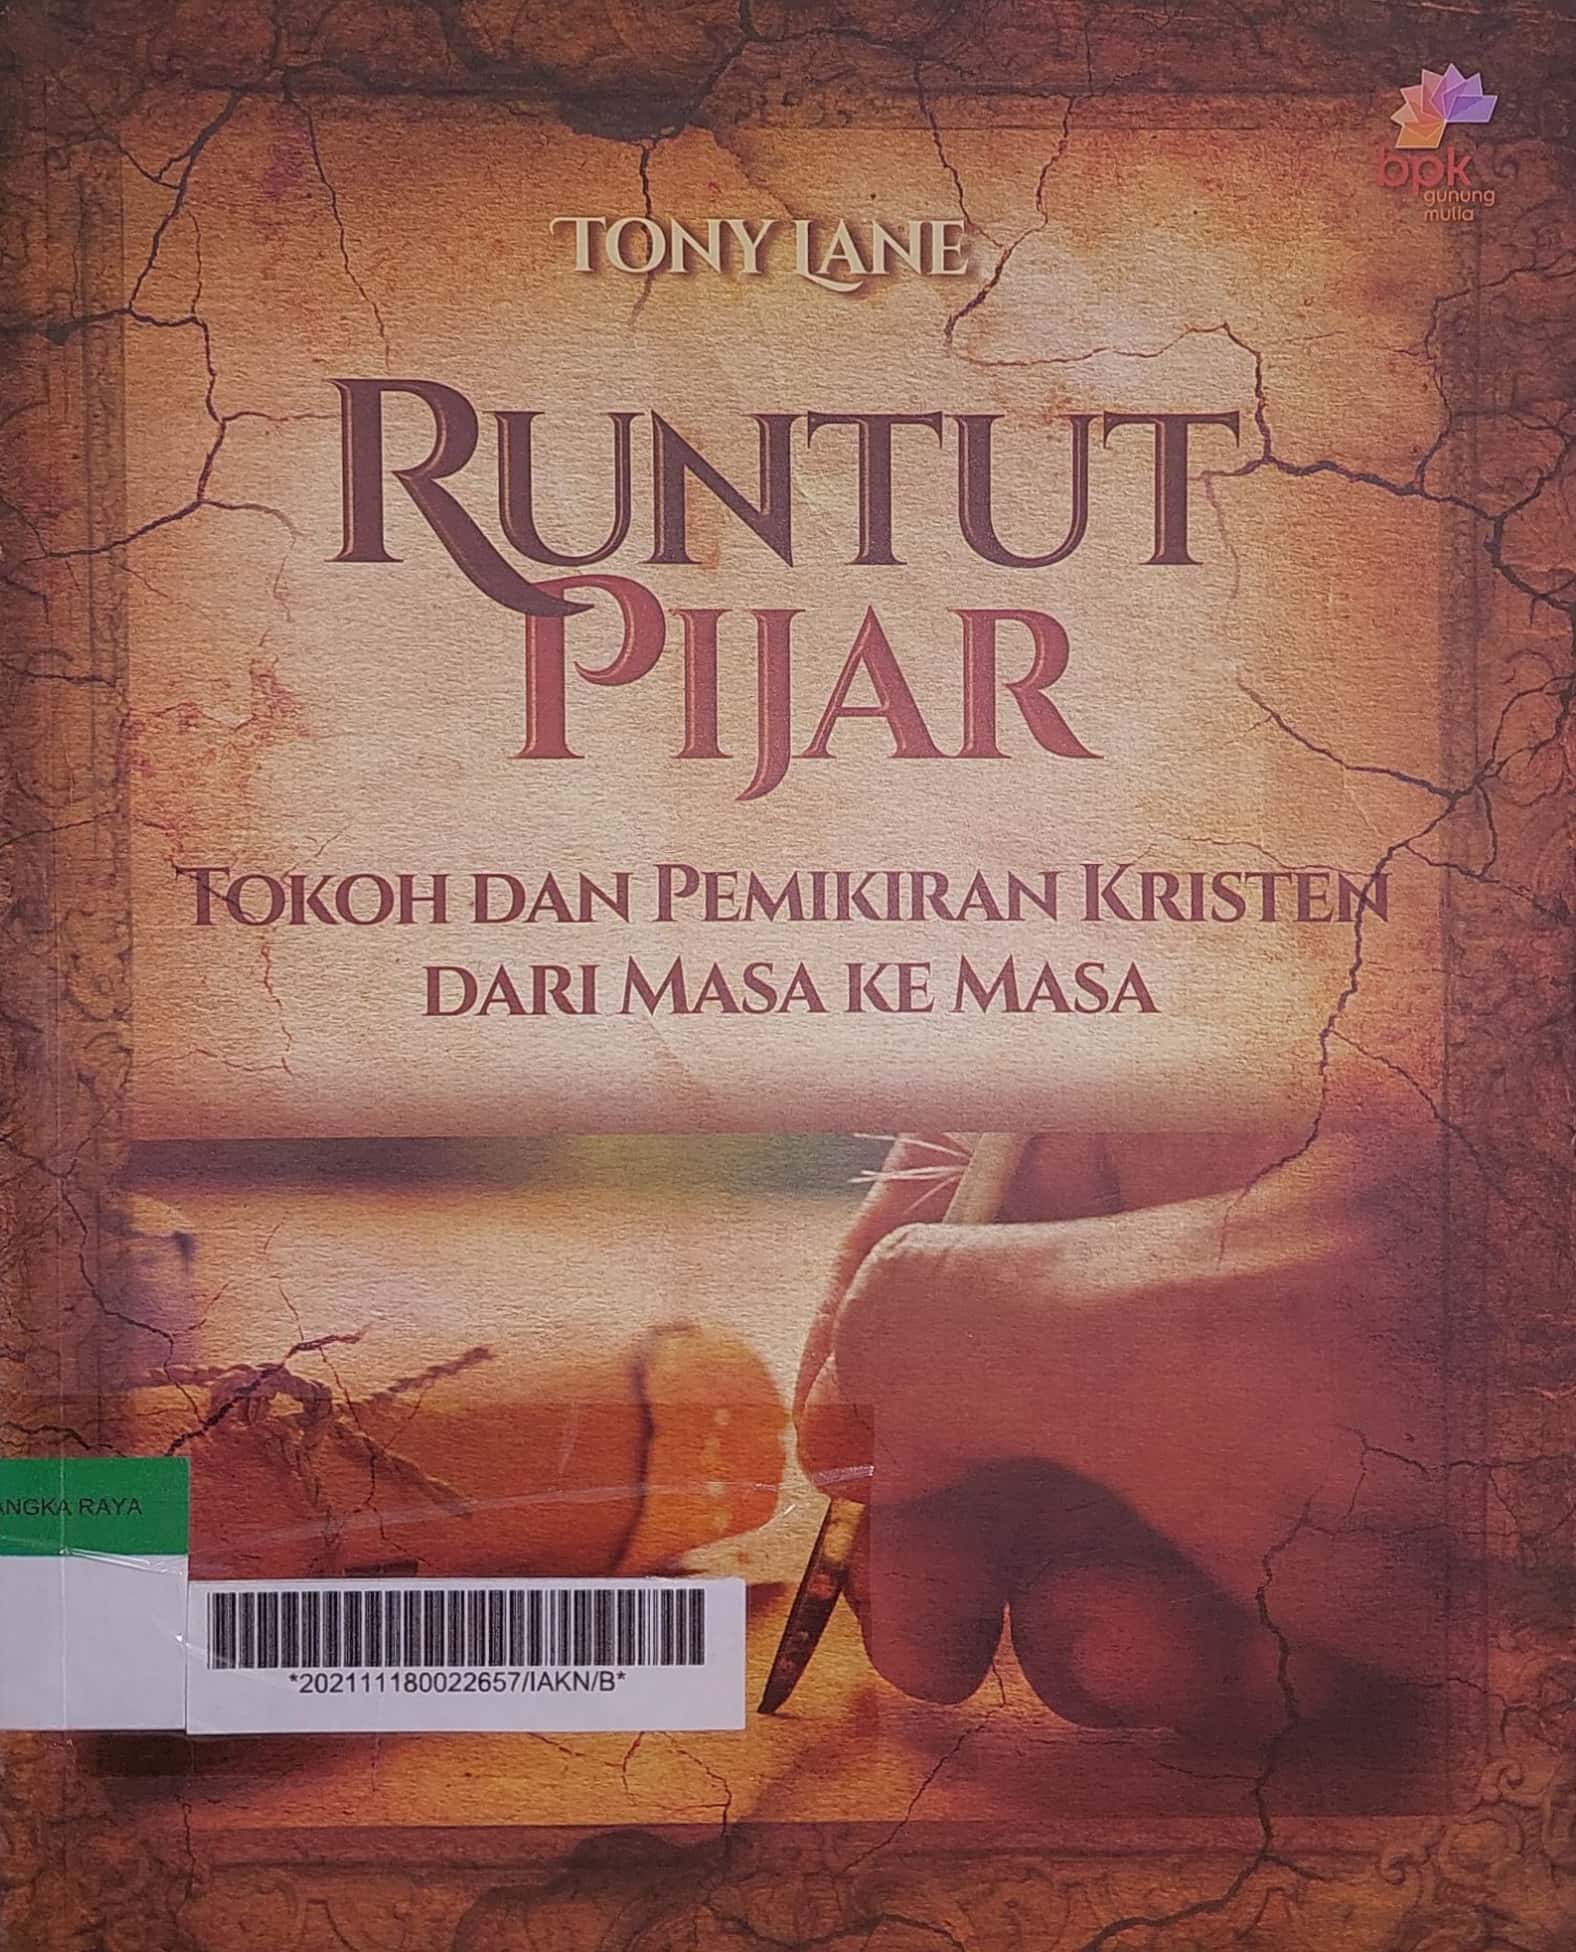 bpk
gunung
mulia
TONY LANE
RUNTUT
PIJAR
TOKOH DAN PEMIKIRAN KRISTEN
DARI MASA KE MASA
ANGKA RAYA
*202111180022657/IAKN/B*